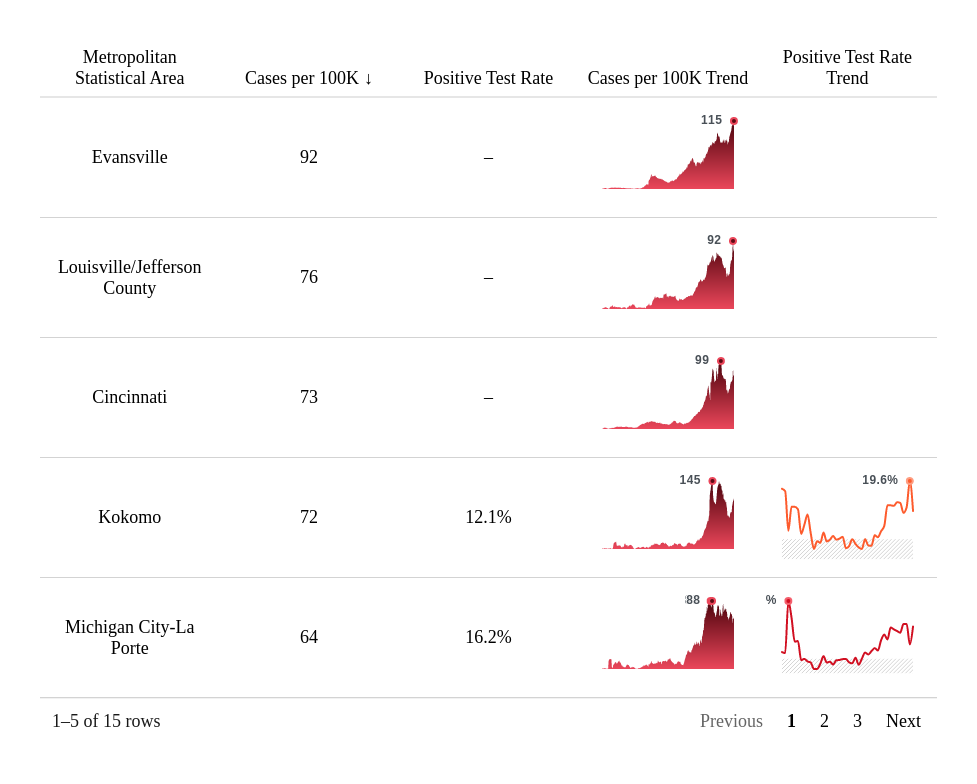 Metropolitan
Statistical Area
Cases per 100K ↓
Positive Test Rate
Cases per 100K Trend
Positive Test Rate
Trend
Evansville
92
–
115
Louisville/Jefferson
County
76
–
92
Cincinnati
73
–
99
Kokomo
72
12.1%
145
19.6%
Michigan City-La
Porte
64
16.2%
88
%
1–5 of 15 rows
Previous 1 2 3 Next